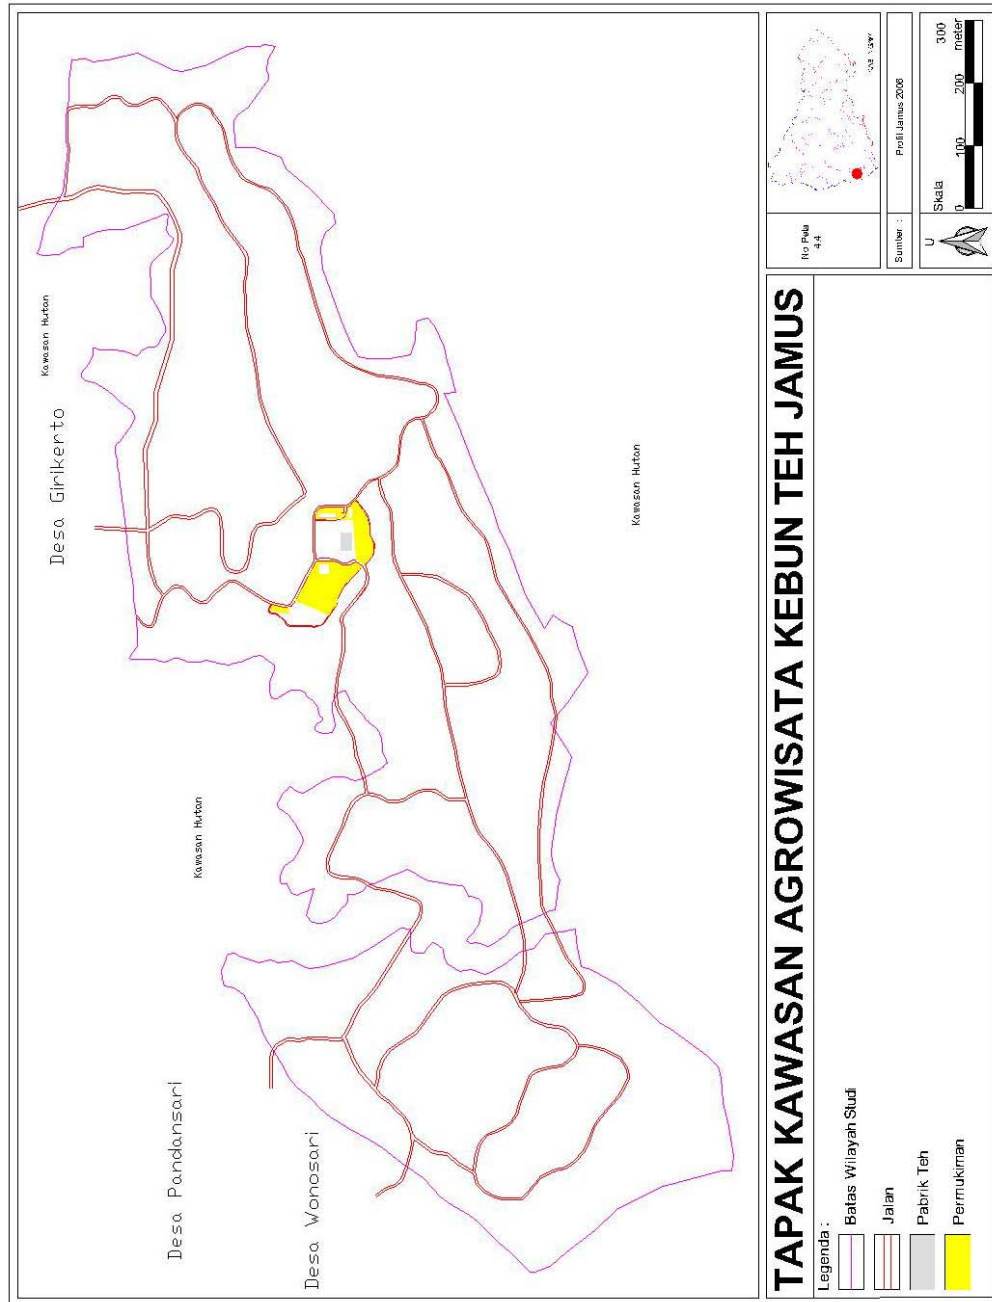 Desa Pandansari
Desa Wonosari
Kawasan Hutan
Desa Girikerto
Kawasan Hutan
Kawasan Hutan
TAPAK KAWASAN AGROWISATA KEBUN TEH JAMUS
Legenda :
Batas Wilayah Studi
Jalan
Pabrik Teh
Permukiman
No Peta
4.4
Sumber :
Profil Jamus 2006
U
Skala
0 100 200 300
meter